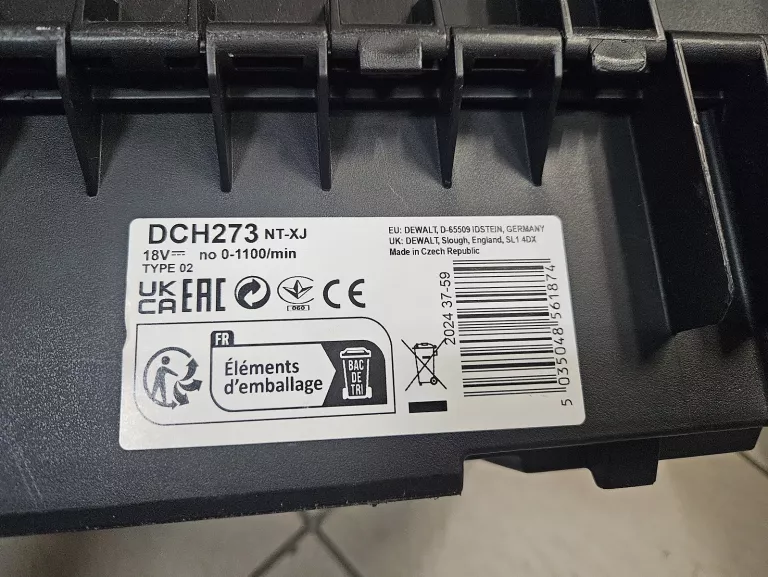 DCH273 NT-XJ
18V⎓ no 0-1100/min
TYPE 02
EU: DEWALT, D-65509 IDSTEIN, GERMANY
UK: DEWALT, Slough, England, SL1 4DX
Made in Czech Republic
UK
CA EAC CE
060
FR
Éléments
d'emballage
BAC
DE
TRI
2024 37-59
5 035048 561874